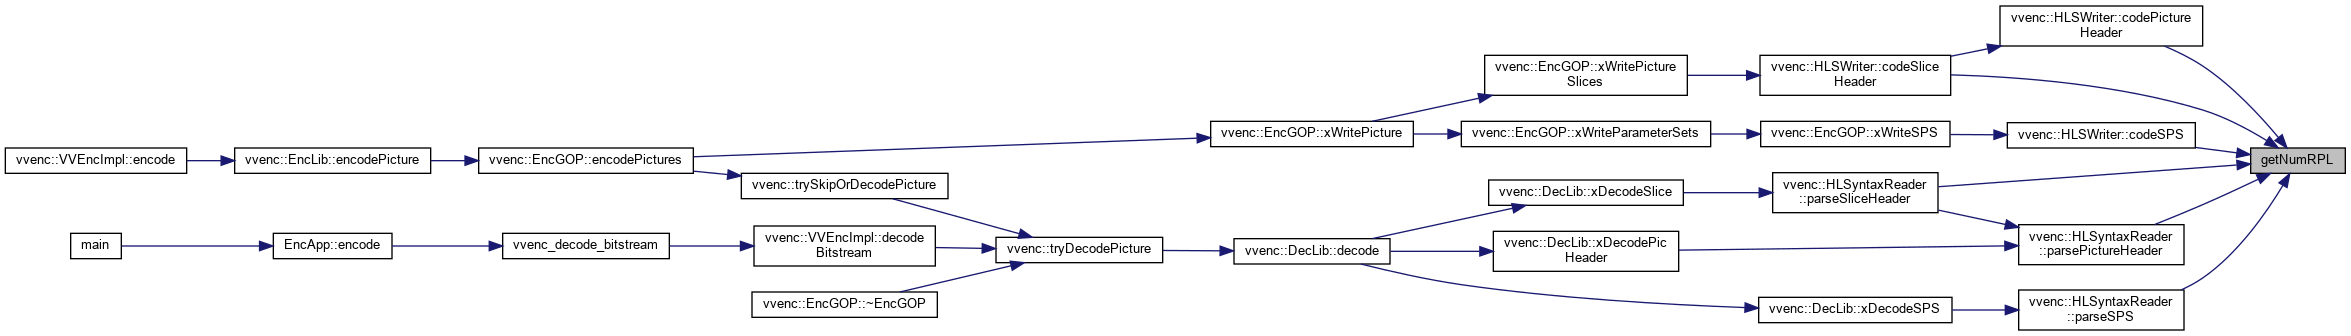 vvenc::HLSWriter::codePicture
Header
vvenc::EncGOP::xWritePicture
Slices
vvenc::HLSWriter::codeSlice
Header
vvenc::VVEncImpl::encode
vvenc::EncLib::encodePicture
vvenc::EncGOP::encodePictures
vvenc::EncGOP::xWritePicture
vvenc::EncGOP::xWriteParameterSets
vvenc::EncGOP::xWriteSPS
vvenc::HLSWriter::codeSPS
getNumRPL
vvenc::trySkipOrDecodePicture
vvenc::DecLib::xDecodeSlice
vvenc::HLSyntaxReader
::parseSliceHeader
main
EncApp::encode
vvenc_decode_bitstream
vvenc::VVEncImpl::decode
Bitstream
vvenc::tryDecodePicture
vvenc::DecLib::decode
vvenc::DecLib::xDecodePic
Header
vvenc::HLSyntaxReader
::parsePictureHeader
vvenc::EncGOP::~EncGOP
vvenc::DecLib::xDecodeSPS
vvenc::HLSyntaxReader
::parseSPS